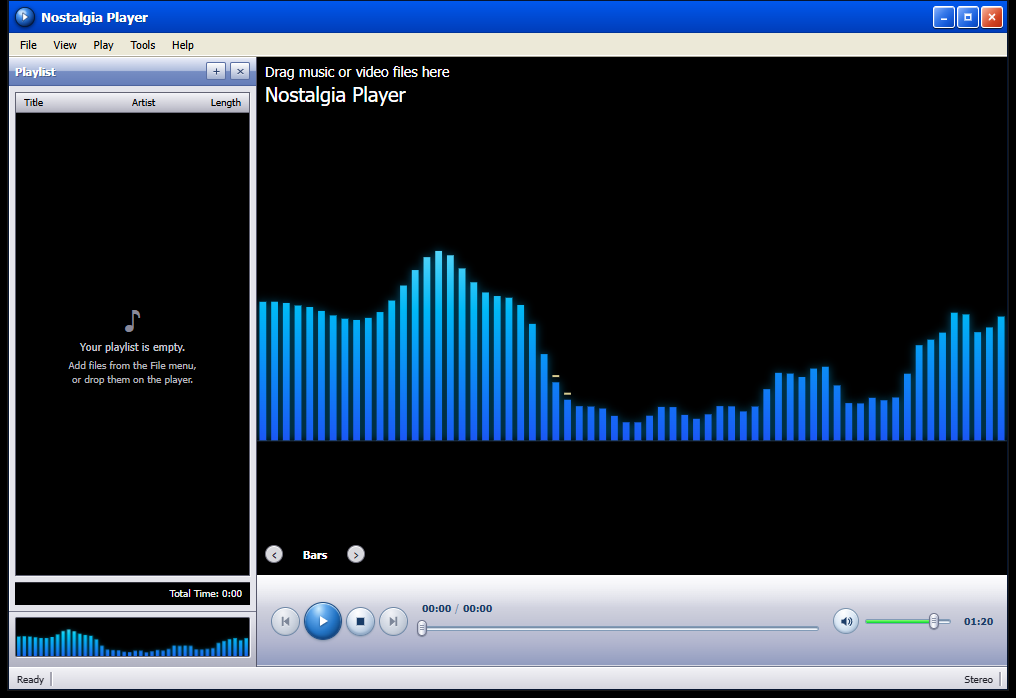 Nostalgia Player
File View Play Tools Help
Playlist
Title Artist Length
Your playlist is empty.
Add files from the File menu,
or drop them on the player.
Total Time: 0:00
Drag music or video files here
Nostalgia Player
Bars
00:00 / 00:00
01:20
Ready
Stereo